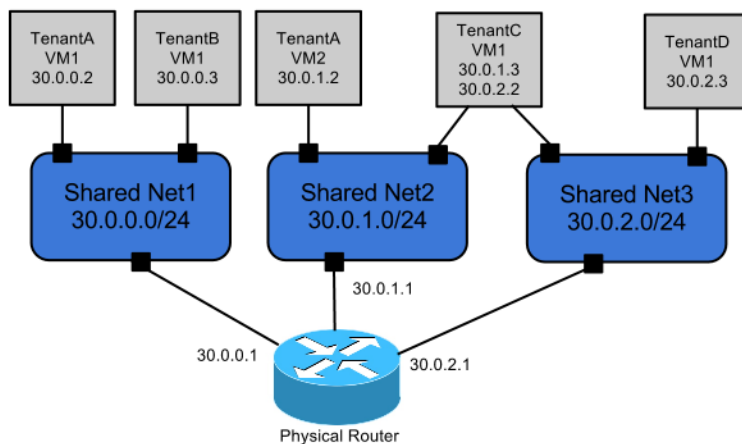 TenantA
VM1
30.0.0.2
TenantB
VM1
30.0.0.3
TenantA
VM2
30.0.1.2
TenantC
VM1
30.0.1.3
30.0.2.2
TenantD
VM1
30.0.2.3
Shared Net1
30.0.0.0/24
Shared Net2
30.0.1.0/24
Shared Net3
30.0.2.0/24
30.0.1.1
30.0.0.1
30.0.2.1
Physical Router